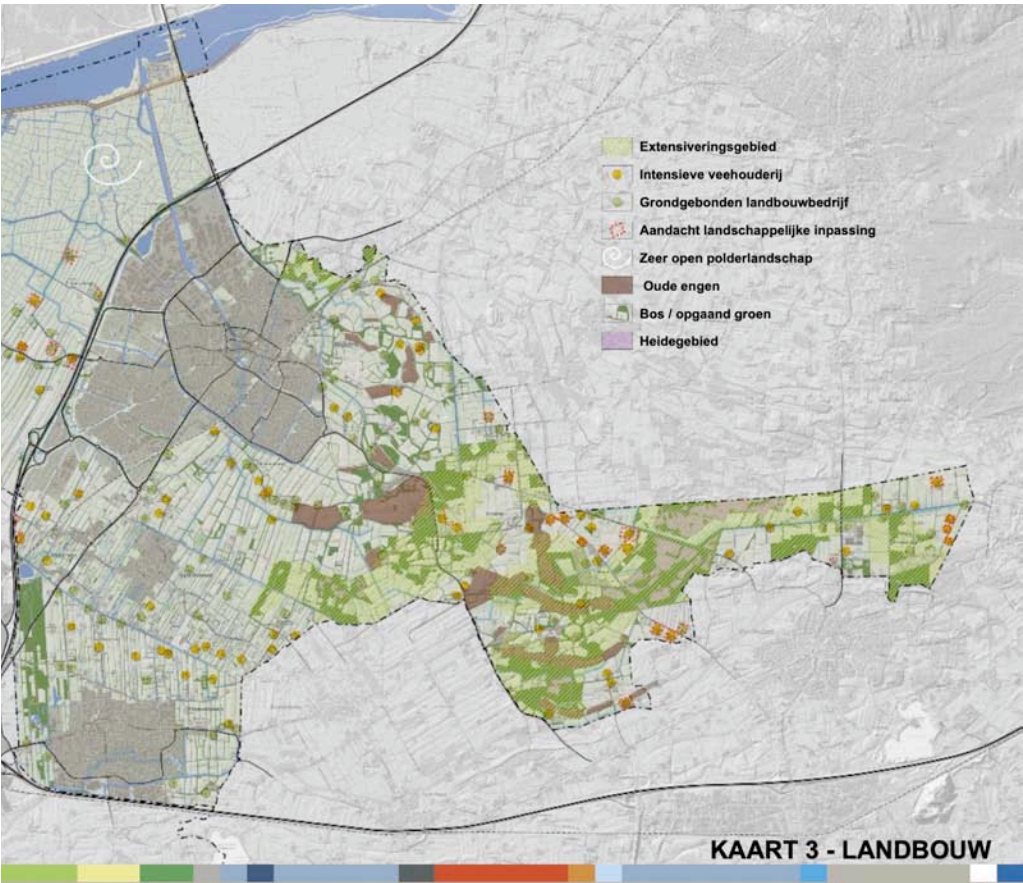 Extensiveringsgebied
Intensieve veehouderij
Grondgebonden landbouwbedrijf
Aandacht landschappelijke inpassing
Zeer open polderlandschap
Oude engen
Bos / opgaand groen
Heidegebied
KAART 3 - LANDBOUW